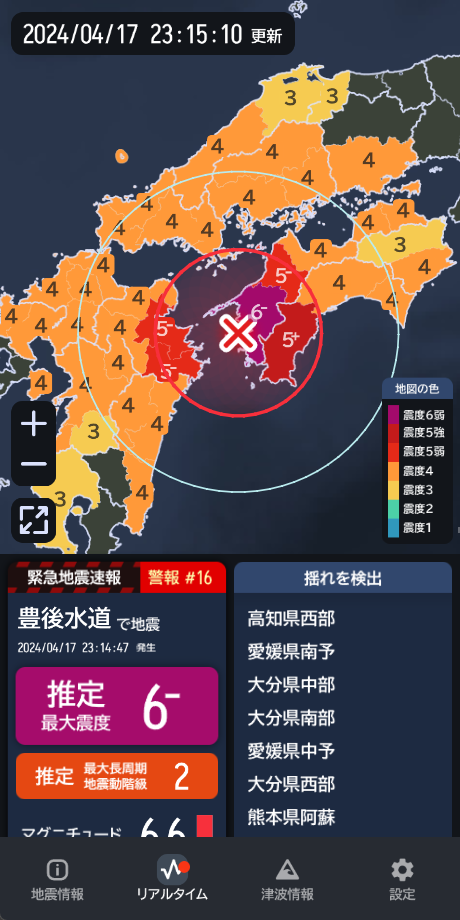 2024/04/17 23:15:10 更新
3 3
4
4 4
4
4
4 4
4 4 4
4 3
4 4
4 5- 4
4 4 4 4
4 6-
4 4 4 5- 5+
4 4 4 5-
4 4
3
3 4
地図の色
震度6弱
震度5強
震度5弱
震度4
震度3
震度2
震度1
緊急地震速報 警報 #16
豊後水道 で地震
2024/04/17 23:14:47 発生
推定
最大震度
6-
推定 最大長周期
地震動階級 2
マグニチュード 6.6
揺れを検出
高知県西部
愛媛県南予
大分県中部
大分県南部
愛媛県中予
大分県西部
熊本県阿蘇
地震情報
リアルタイム
津波情報
設定